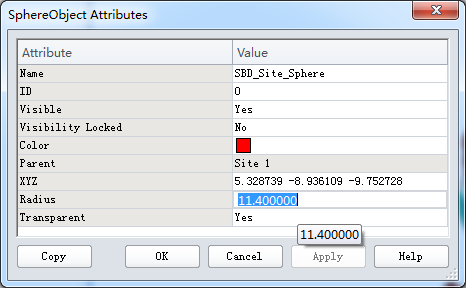 SphereObject Attributes
Attribute Value
Name SBD_Site_Sphere
ID 0
Visible Yes
Visibility Locked No
Color
Parent Site 1
XYZ 5.328739 -8.936109 -9.752728
Radius 11.400000
Transparent Yes
11.400000
Copy OK Cancel Apply Help